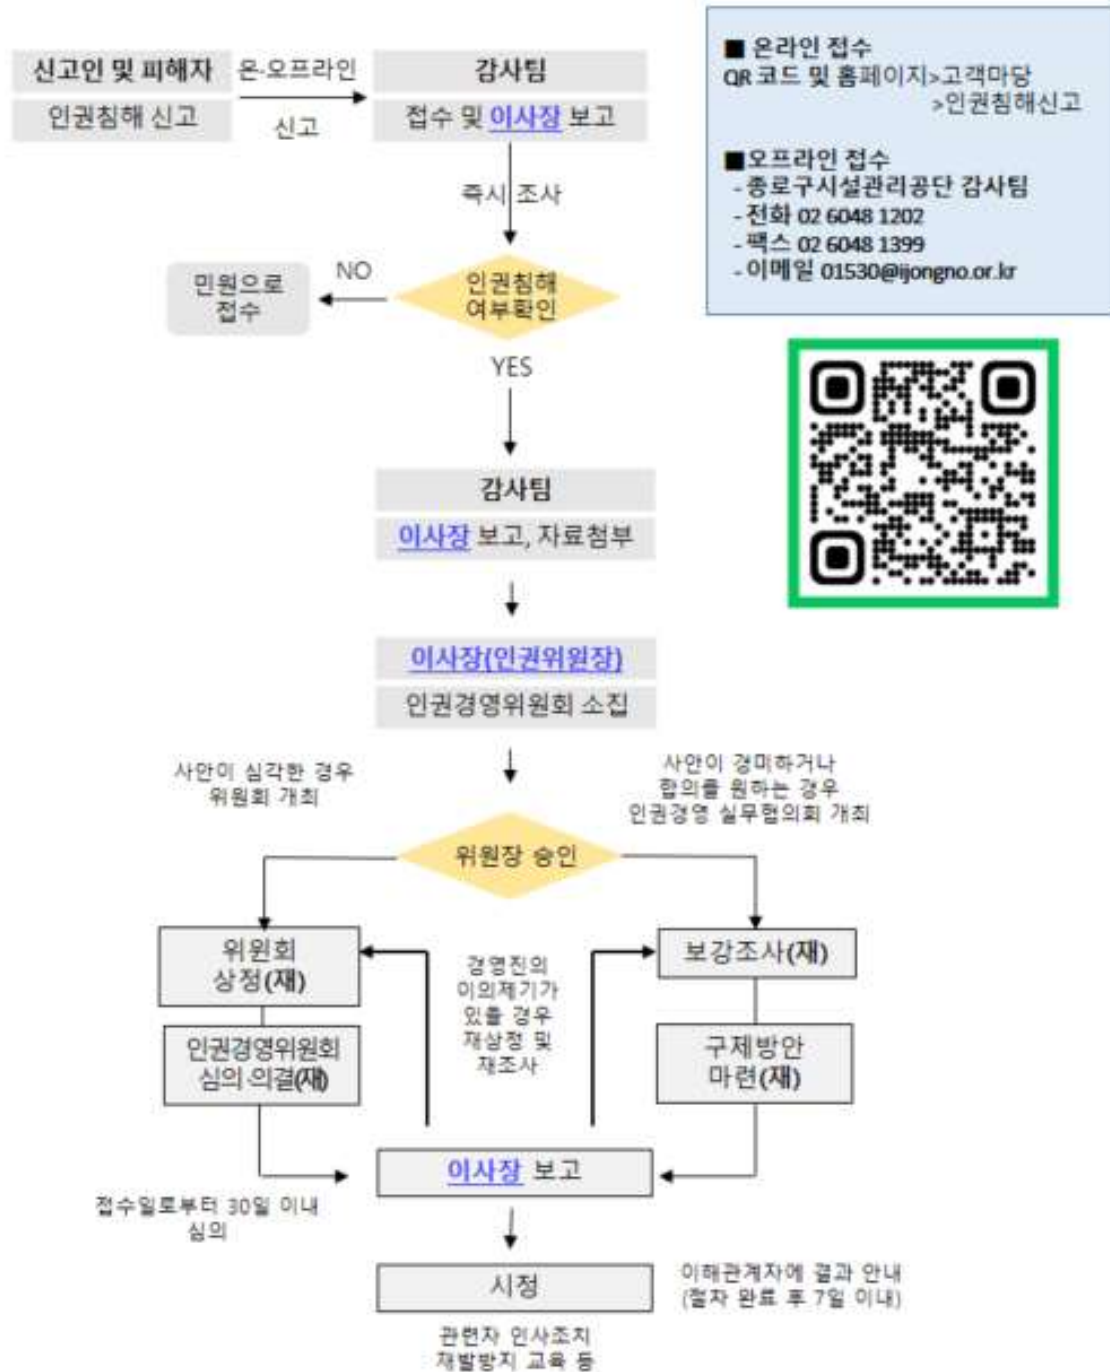 신고인 및 피해자
인권침해 신고
온-오프라인
신고
감사팀
접수 및 이사장 보고
■ 온라인 접수
QR 코드 및 홈페이지>고객마당
>인권침해신고
■오프라인 접수
- 종로구시설관리공단 감사팀
- 전화 02 6048 1202
- 팩스 02 6048 1399
- 이메일 01530@ijongno.or.kr
즉시 조사
인권침해
여부확인
NO
민원으로
접수
YES
감사팀
이사장 보고, 자료첨부
이사장(인권위원장)
인권경영위원회 소집
사안이 심각한 경우
위원회 개최
사안이 경미하거나
합의를 원하는 경우
인권경영 실무협의회 개최
위원장 승인
위원회
상정(재)
인권경영위원회
심의·의결(재)
경영진의
이의제기가
있을 경우
재상정 및
재조사
보강조사(재)
구제방안
마련(재)
이사장 보고
접수일로부터 30일 이내
심의
시정
이해관계자에 결과 안내
(절차 완료 후 7일 이내)
관련자 인사조치
재발방지 교육 등